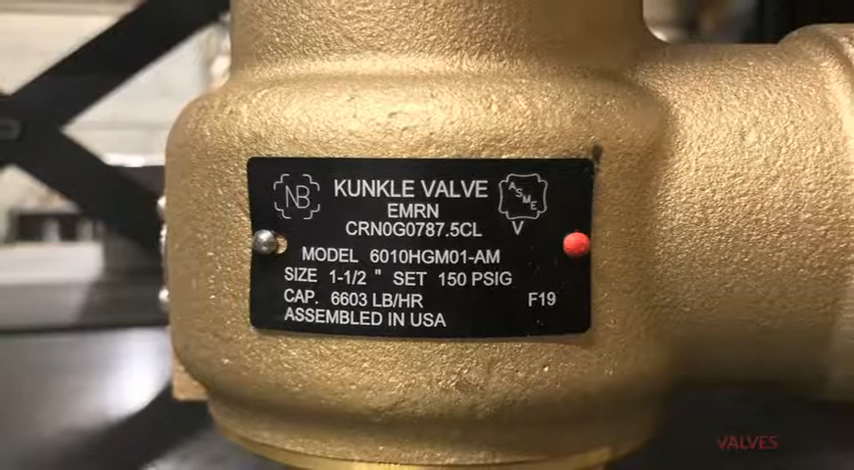 NB
KUNKLE VALVE
ASME
EMRN
CRN0G0787.5CL
V
MODEL 6010HGM01-AM
SIZE 1-1/2 " SET 150 PSIG
CAP. 6603 LB/HR F19
ASSEMBLED IN USA
VALVES